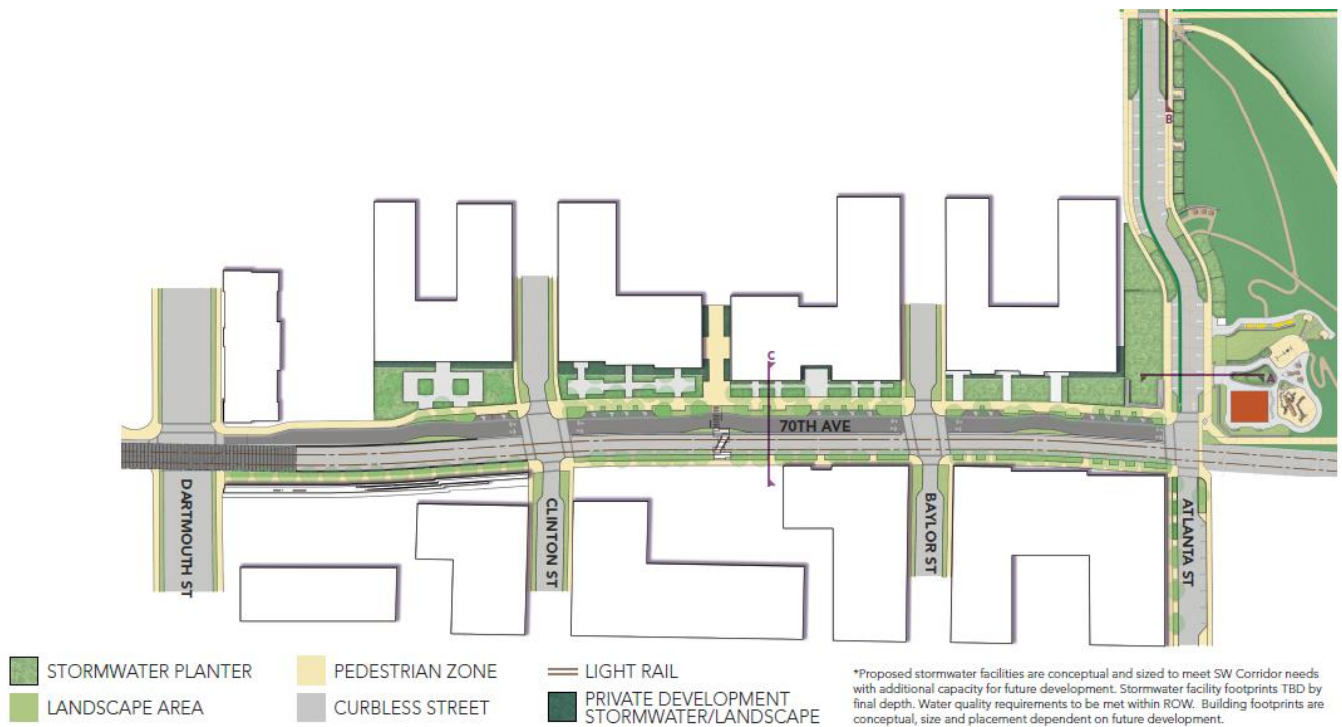 B
C
A
70TH AVE
DARTMOUTH ST
CLINTON ST
BAYLOR ST
ATLANTA ST
STORMWATER PLANTER
PEDESTRIAN ZONE
LIGHT RAIL
LANDSCAPE AREA
CURBLESS STREET
PRIVATE DEVELOPMENT
STORMWATER/LANDSCAPE
*Proposed stormwater facilities are conceptual and sized to meet SW Corridor needs
with additional capacity for future development. Stormwater facility footprints TBD by
final depth. Water quality requirements to be met within ROW. Building footprints are
conceptual, size and placement dependent on future development.